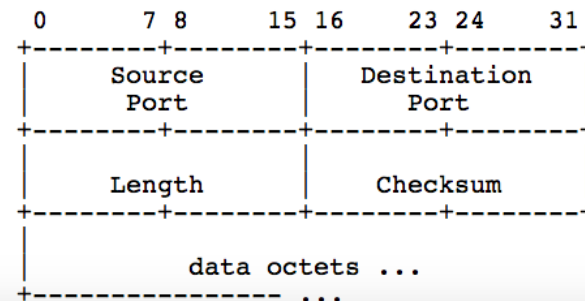 0 7 8 15 16 23 24 31
+--------+--------+--------+--------
Source Destination
Port Port
+--------+--------+--------+--------
Length Checksum
+--------+--------+--------+--------
data octets ...
+---------------- ...